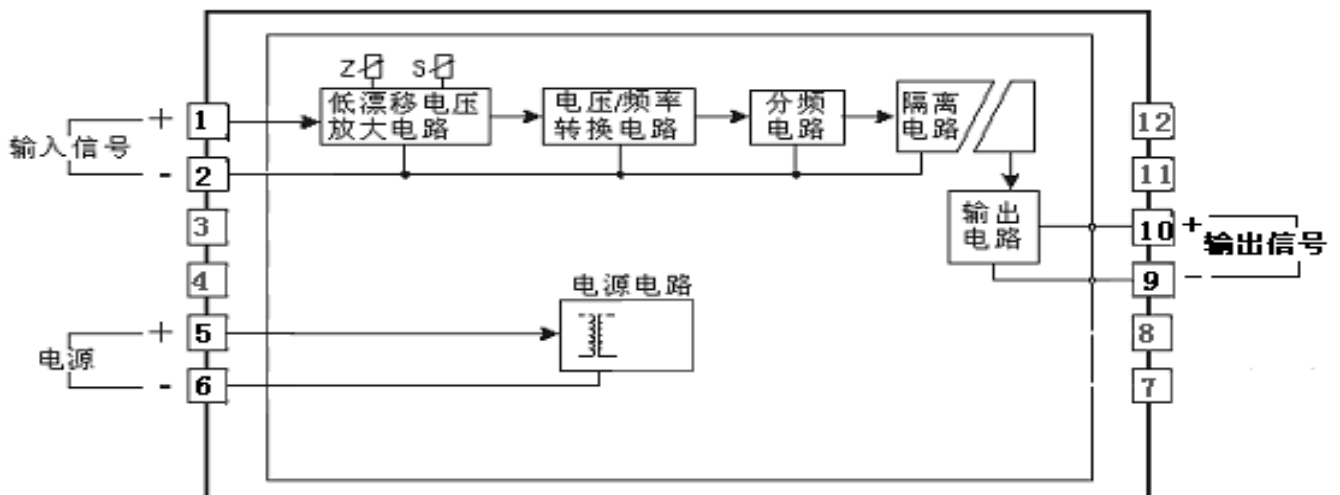 Z S
低漂移电压
放大电路
电压/频率
转换电路
分频
电路
隔离
电路
+ 1
输入信号
- 2
3
4
+ 5
电源
- 6
电源电路
输出
电路
12
11
10 +
输出信号
9 -
8
7